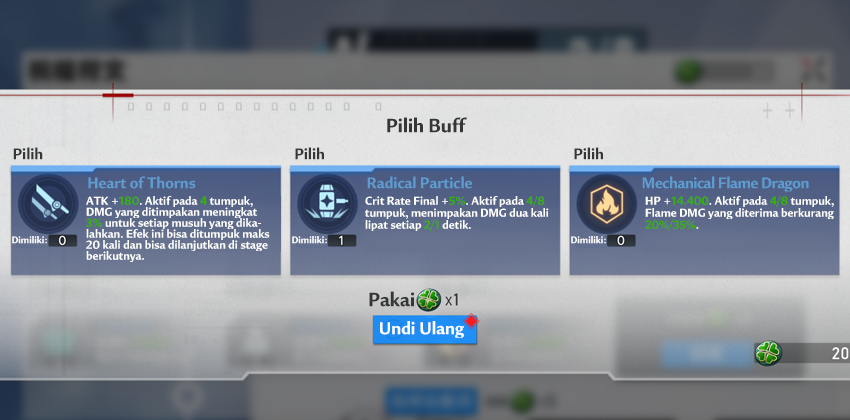 Pilih Buff
Pilih
Heart of Thorns
ATK +180. Aktif pada 4 tumpuk,
DMG yang ditimpakan meningkat
3% untuk setiap musuh yang dika-
lahkan. Efek ini bisa ditumpuk maks
20 kali dan bisa dilanjutkan di stage
berikutnya.
Dimiliki: 0
Pilih
Radical Particle
Crit Rate Final +5%. Aktif pada 4/8
tumpuk, menimpakan DMG dua kali
lipat setiap 2/1 detik.
Dimiliki: 1
Pilih
Mechanical Flame Dragon
HP +14,400. Aktif pada 4/8 tumpuk,
Flame DMG yang diterima berkurang
20%/35%.
Dimiliki: 0
Pakai x1
Undi Ulang
20